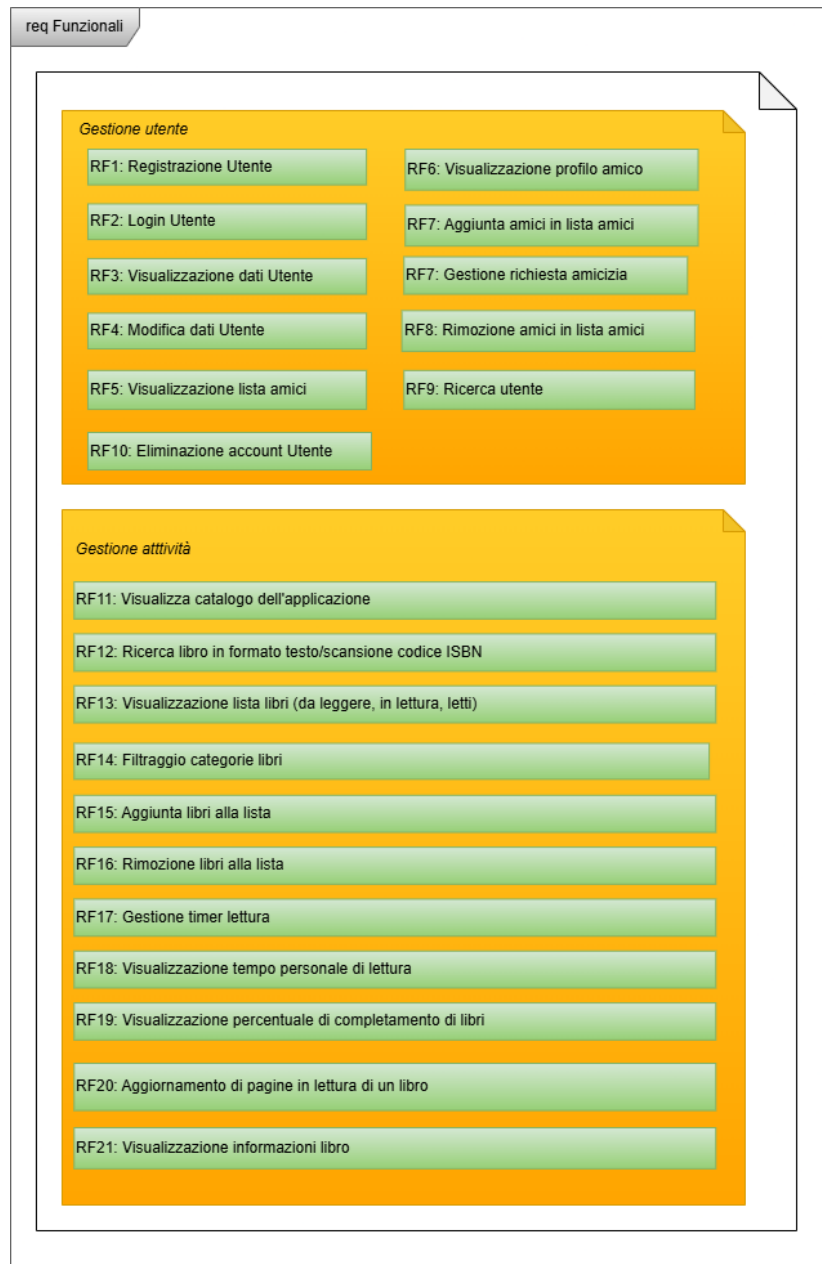 req Funzionali
Gestione utente
RF1: Registrazione Utente
RF2: Login Utente
RF3: Visualizzazione dati Utente
RF4: Modifica dati Utente
RF5: Visualizzazione lista amici
RF10: Eliminazione account Utente
RF6: Visualizzazione profilo amico
RF7: Aggiunta amici in lista amici
RF7: Gestione richiesta amicizia
RF8: Rimozione amici in lista amici
RF9: Ricerca utente
Gestione atttività
RF11: Visualizza catalogo dell'applicazione
RF12: Ricerca libro in formato testo/scansione codice ISBN
RF13: Visualizzazione lista libri (da leggere, in lettura, letti)
RF14: Filtraggio categorie libri
RF15: Aggiunta libri alla lista
RF16: Rimozione libri alla lista
RF17: Gestione timer lettura
RF18: Visualizzazione tempo personale di lettura
RF19: Visualizzazione percentuale di completamento di libri
RF20: Aggiornamento di pagine in lettura di un libro
RF21: Visualizzazione informazioni libro